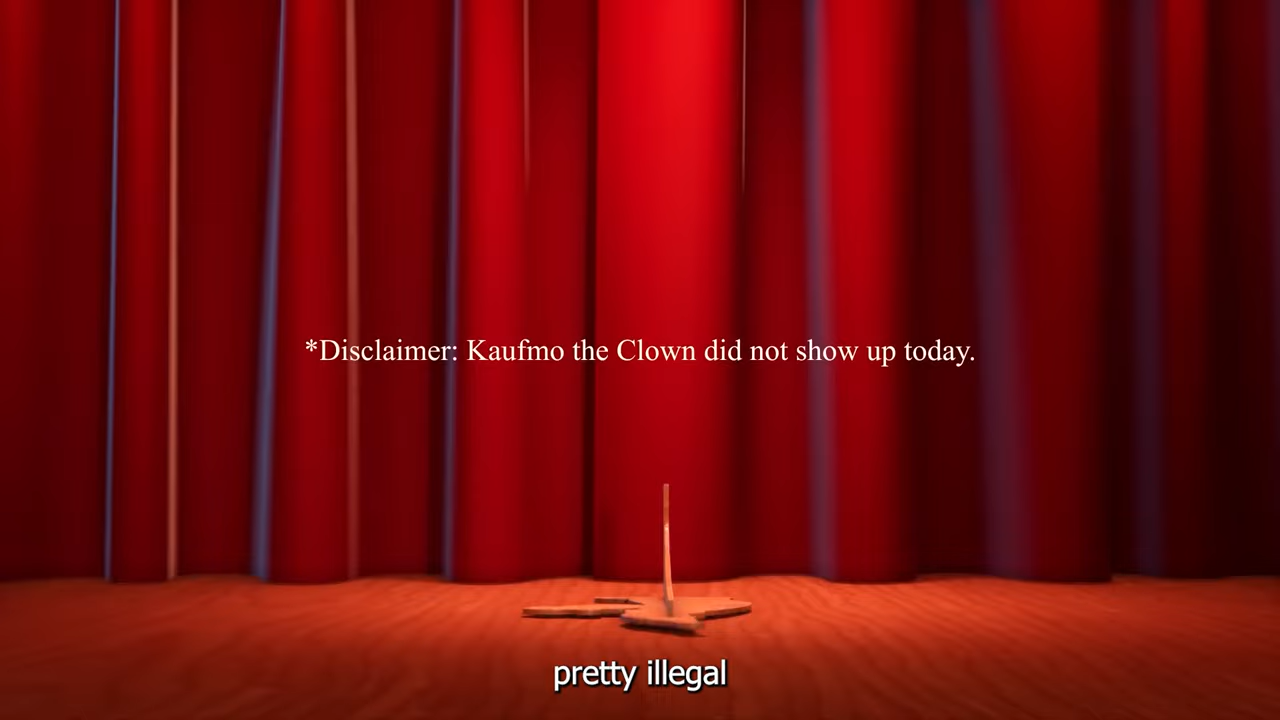 *Disclaimer: Kaufmo the Clown did not show up today.
pretty illegal